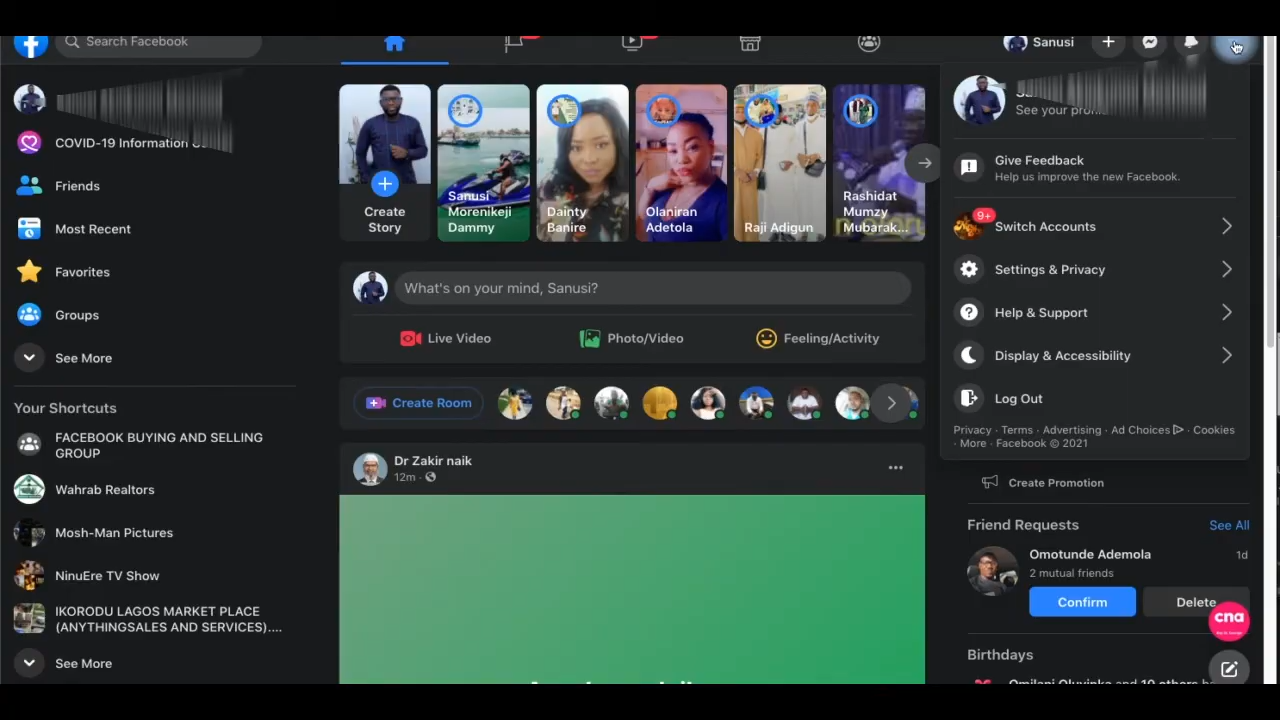 Search Facebook
Sanusi
COVID-19 Information
Friends
Most Recent
Favorites
Groups
See More
Your Shortcuts
FACEBOOK BUYING AND SELLING
GROUP
Wahrab Realtors
Mosh-Man Pictures
NinuEre TV Show
IKORODU LAGOS MARKET PLACE
(ANYTHINGSALES AND SERVICES)....
See More
Create
Story
Sanusi
Morenikeji
Dammy
Dainty
Banire
Olaniran
Adetola
Raji Adigun
Rashidat
Mumzy
Mubarak...
What's on your mind, Sanusi?
Live Video
Photo/Video
Feeling/Activity
Create Room
Dr Zakir naik
12m ·
See your
Give Feedback
Help us improve the new Facebook.
9+
Switch Accounts
Settings & Privacy
Help & Support
Display & Accessibility
Log Out
Privacy · Terms · Advertising · Ad Choices · Cookies
· More · Facebook © 2021
Create Promotion
Friend Requests
See All
Omotunde Ademola
1d
2 mutual friends
Confirm
Delete
cna
Birthdays
Omilani Oluyinka and 10 others